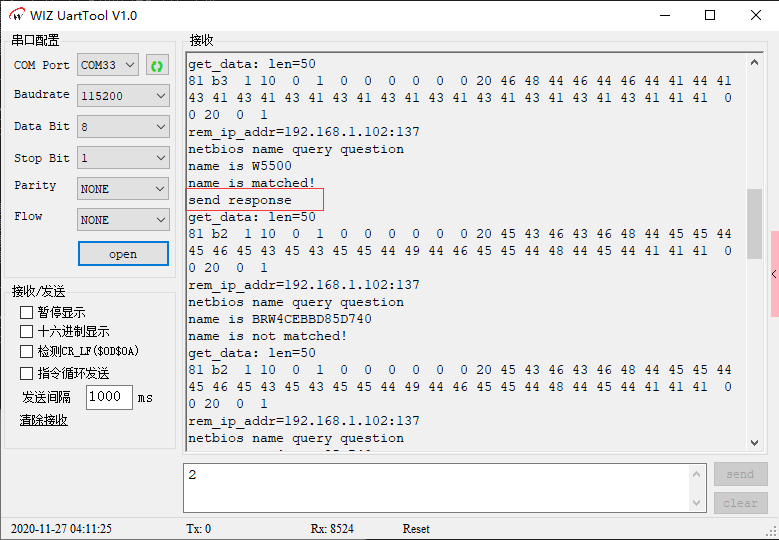 WIZ UartTool V1.0
串口配置
COM Port COM33
Baudrate 115200
Data Bit 8
Stop Bit 1
Parity NONE
Flow NONE
open
接收/发送
暂停显示
十六进制显示
检测CR_LF($0D$0A)
指令循环发送
发送间隔 1000 ms
清除接收
接收
get_data: len=50
81 b3 1 10 0 1 0 0 0 0 0 0 20 46 48 44 46 44 46 44 41 44 41
43 41 43 41 43 41 43 41 43 41 43 41 43 41 43 41 43 41 41 41 0
0 20 0 1
rem_ip_addr=192.168.1.102:137
netbios name query question
name is W5500
name is matched!
send response
get_data: len=50
81 b2 1 10 0 1 0 0 0 0 0 0 20 45 43 46 43 46 48 44 45 45 44
45 46 45 43 45 43 45 45 44 49 44 46 45 45 44 48 44 45 44 41 41 41 0
0 20 0 1
rem_ip_addr=192.168.1.102:137
netbios name query question
name is BRW4CEBBD85D740
name is not matched!
get_data: len=50
81 b2 1 10 0 1 0 0 0 0 0 0 20 45 43 46 43 46 48 44 45 45 44
45 46 45 43 45 43 45 45 44 49 44 46 45 45 44 48 44 45 44 41 41 41 0
0 20 0 1
rem_ip_addr=192.168.1.102:137
netbios name query question
2
send
clear
2020-11-27 04:11:25 Tx: 0 Rx: 8524 Reset